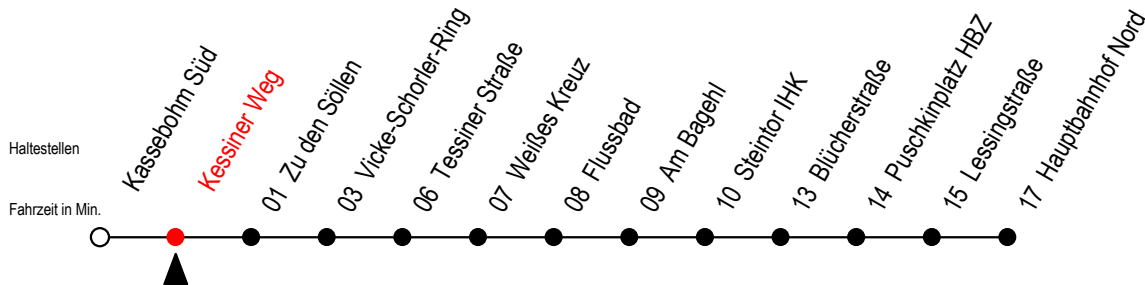 Haltestellen
Fahrzeit in Min.
Kassebohm Süd
Kessiner Weg
01 Zu den Söllen
03 Vicke-Schorler-Ring
06 Tessiner Straße
07 Weißes Kreuz
08 Flussbad
09 Am Bagehl
10 Steintor IHK
13 Blücherstraße
14 Puschkinplatz HBZ
15 Lessingstraße
17 Hauptbahnhof Nord